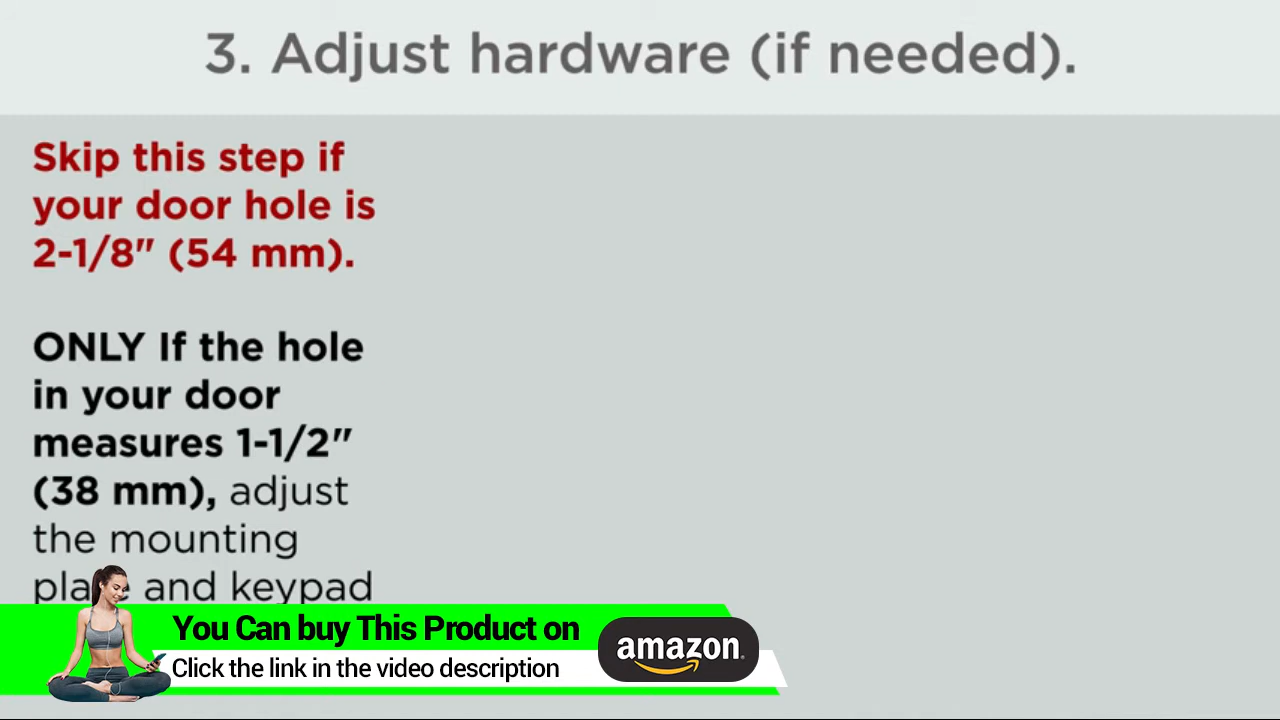 3. Adjust hardware (if needed).
Skip this step if
your door hole is
2-1/8" (54 mm).
ONLY If the hole
in your door
measures 1-1/2"
(38 mm), adjust
the mounting
plate and keypad
You Can buy This Product on
Click the link in the video description
amazon